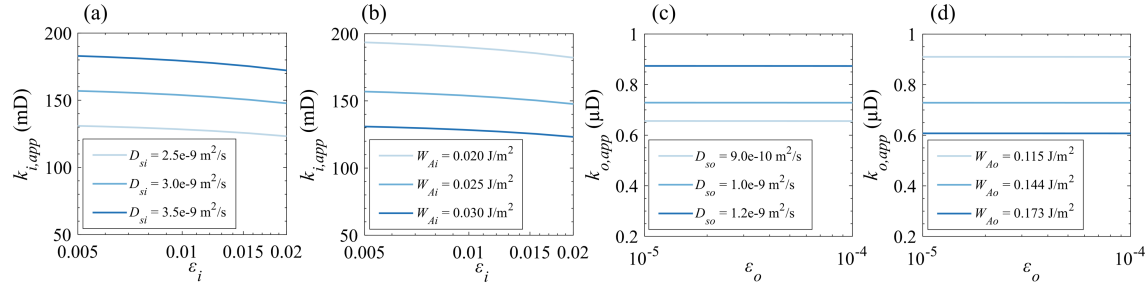 (a)
200
150
100
50
k_{i,app} (mD)
D_{si} = 2.5e-9 m²/s
D_{si} = 3.0e-9 m²/s
D_{si} = 3.5e-9 m²/s
0.005
0.01
0.015
0.02
ε_i
(b)
200
150
100
50
k_{i,app} (mD)
W_{Ai} = 0.020 J/m²
W_{Ai} = 0.025 J/m²
W_{Ai} = 0.030 J/m²
0.005
0.01
0.015
0.02
ε_i
(c)
1
0.8
0.6
0.4
0.2
k_{o,app} (μD)
D_{so} = 9.0e-10 m²/s
D_{so} = 1.0e-9 m²/s
D_{so} = 1.2e-9 m²/s
10⁻⁵
10⁻⁴
ε_o
(d)
1
0.8
0.6
0.4
0.2
k_{o,app} (μD)
W_{Ao} = 0.115 J/m²
W_{Ao} = 0.144 J/m²
W_{Ao} = 0.173 J/m²
10⁻⁵
10⁻⁴
ε_o